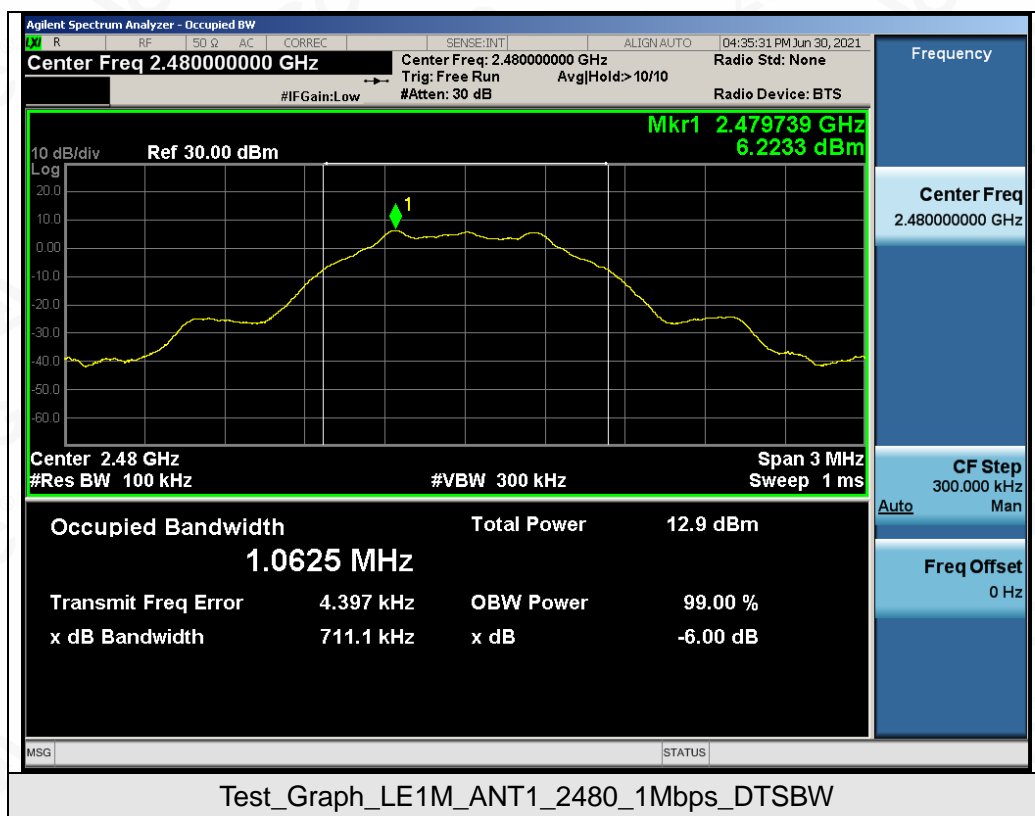 Agilent Spectrum Analyzer - Occupied BW
LXI R RF 50 Ω AC CORREC SENSE:INT ALIGN AUTO 04:35:31 PM Jun 30, 2021
Center Freq 2.480000000 GHz Center Freq: 2.480000000 GHz Radio Std: None
Trig: Free Run Avg|Hold:> 10/10
#IFGain:Low #Atten: 30 dB Radio Device: BTS
Mkr1 2.479739 GHz
6.2233 dBm
10 dB/div Ref 30.00 dBm
Log
20.0
1
10.0
0.00
-10.0
-20.0
-30.0
-40.0
-50.0
-60.0
Center 2.48 GHz Span 3 MHz
#Res BW 100 kHz #VBW 300 kHz Sweep 1 ms
Occupied Bandwidth Total Power 12.9 dBm
1.0625 MHz
Transmit Freq Error 4.397 kHz OBW Power 99.00 %
x dB Bandwidth 711.1 kHz x dB -6.00 dB
Frequency
Center Freq
2.480000000 GHz
CF Step
300.000 kHz
Auto Man
Freq Offset
0 Hz
MSG STATUS
Test_Graph_LE1M_ANT1_2480_1Mbps_DTSBW